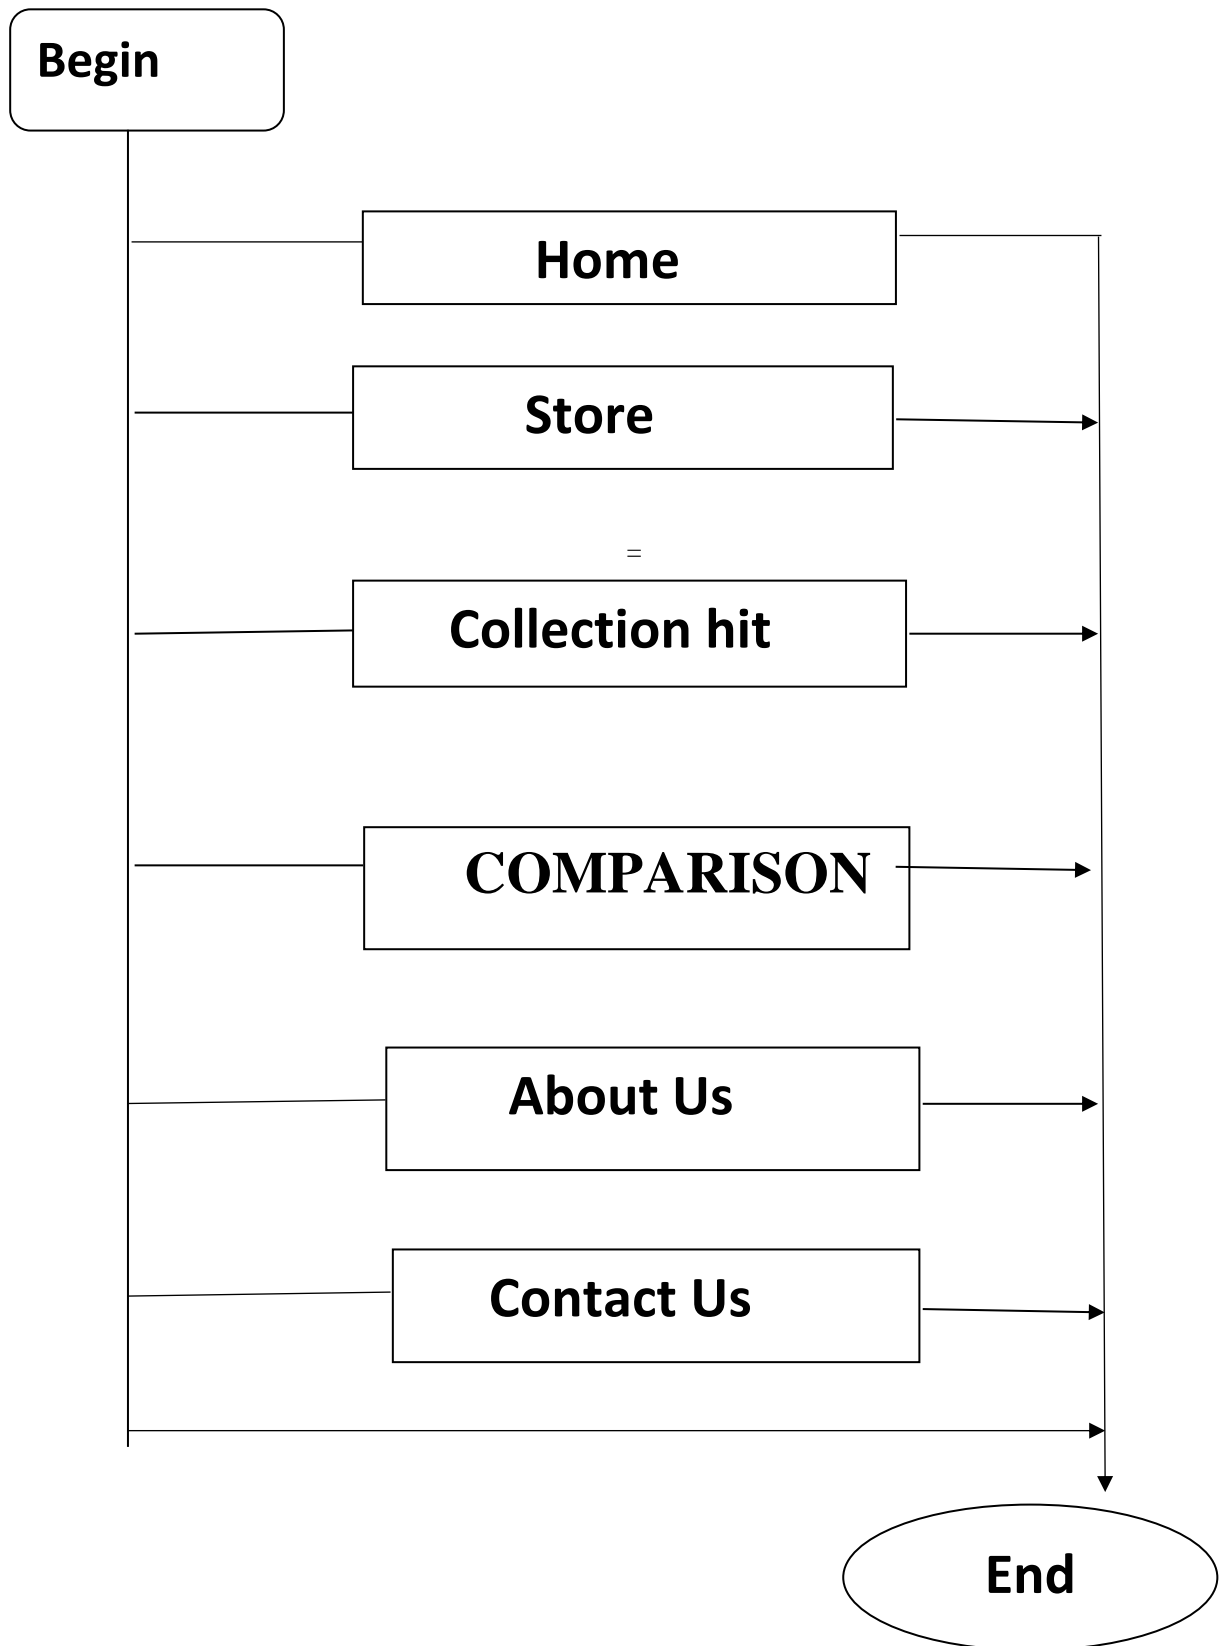 Begin
Home
Store
=
Collection hit
COMPARISON
About Us
Contact Us
End